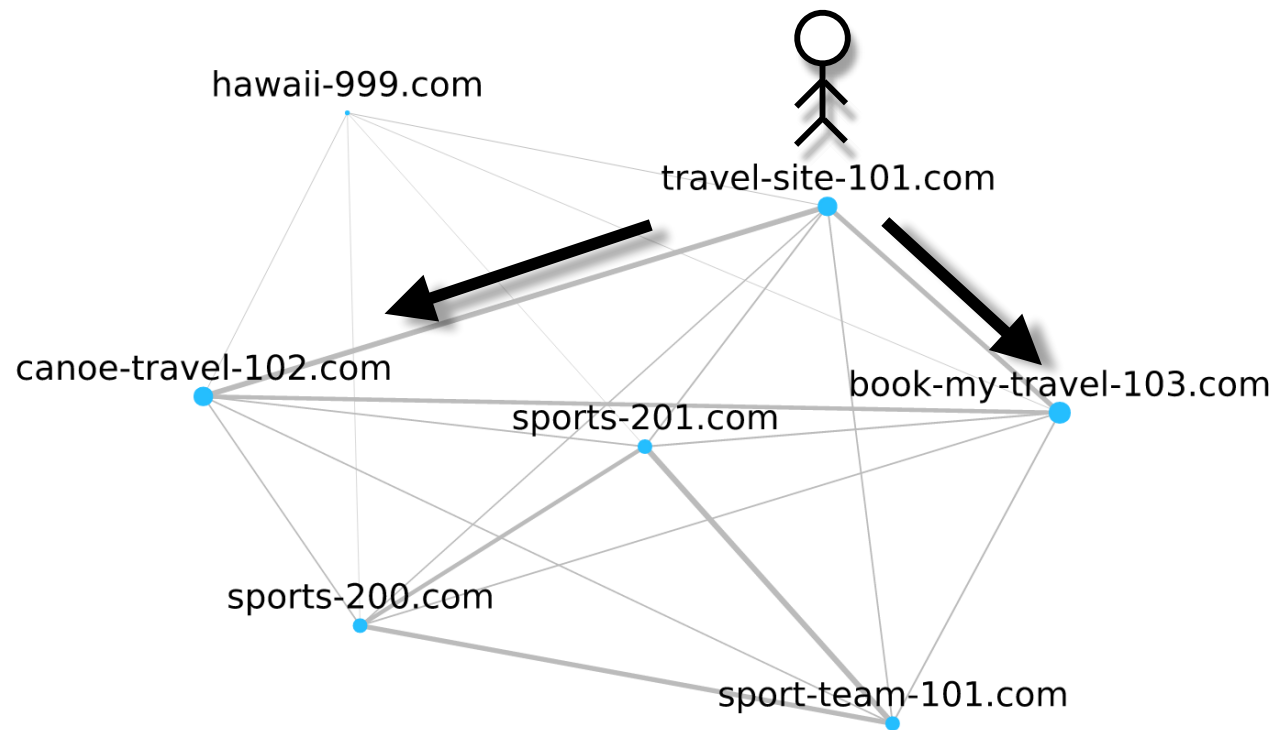 hawaii-999.com
travel-site-101.com
canoe-travel-102.com
book-my-travel-103.com
sports-201.com
sports-200.com
sport-team-101.com